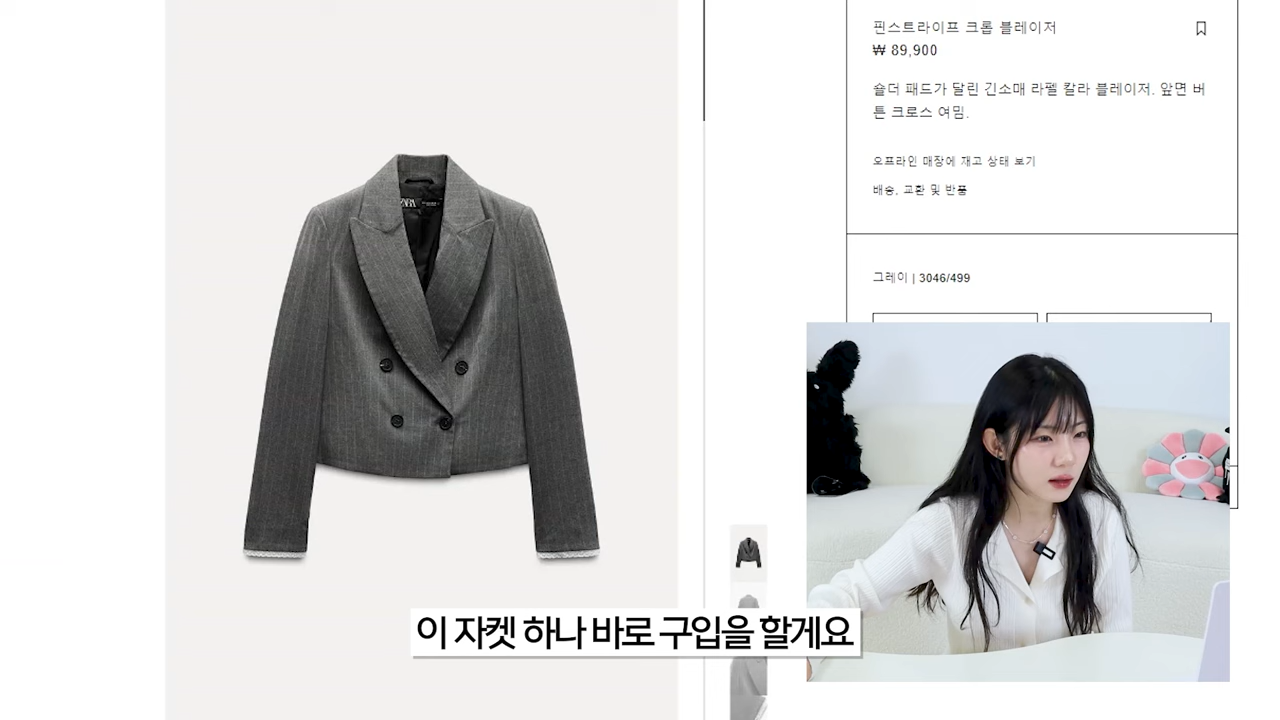 핀스트라이프 크롭 블레이저
₩ 89,900
숄더 패드가 달린 긴소매 라펠 칼라 블레이저. 앞면 버
튼 크로스 여밈.
오프라인 매장에 재고 상태 보기
배송, 교환 및 반품
그레이 | 3046/499
ZARA
이 자켓 하나 바로 구입을 할게요